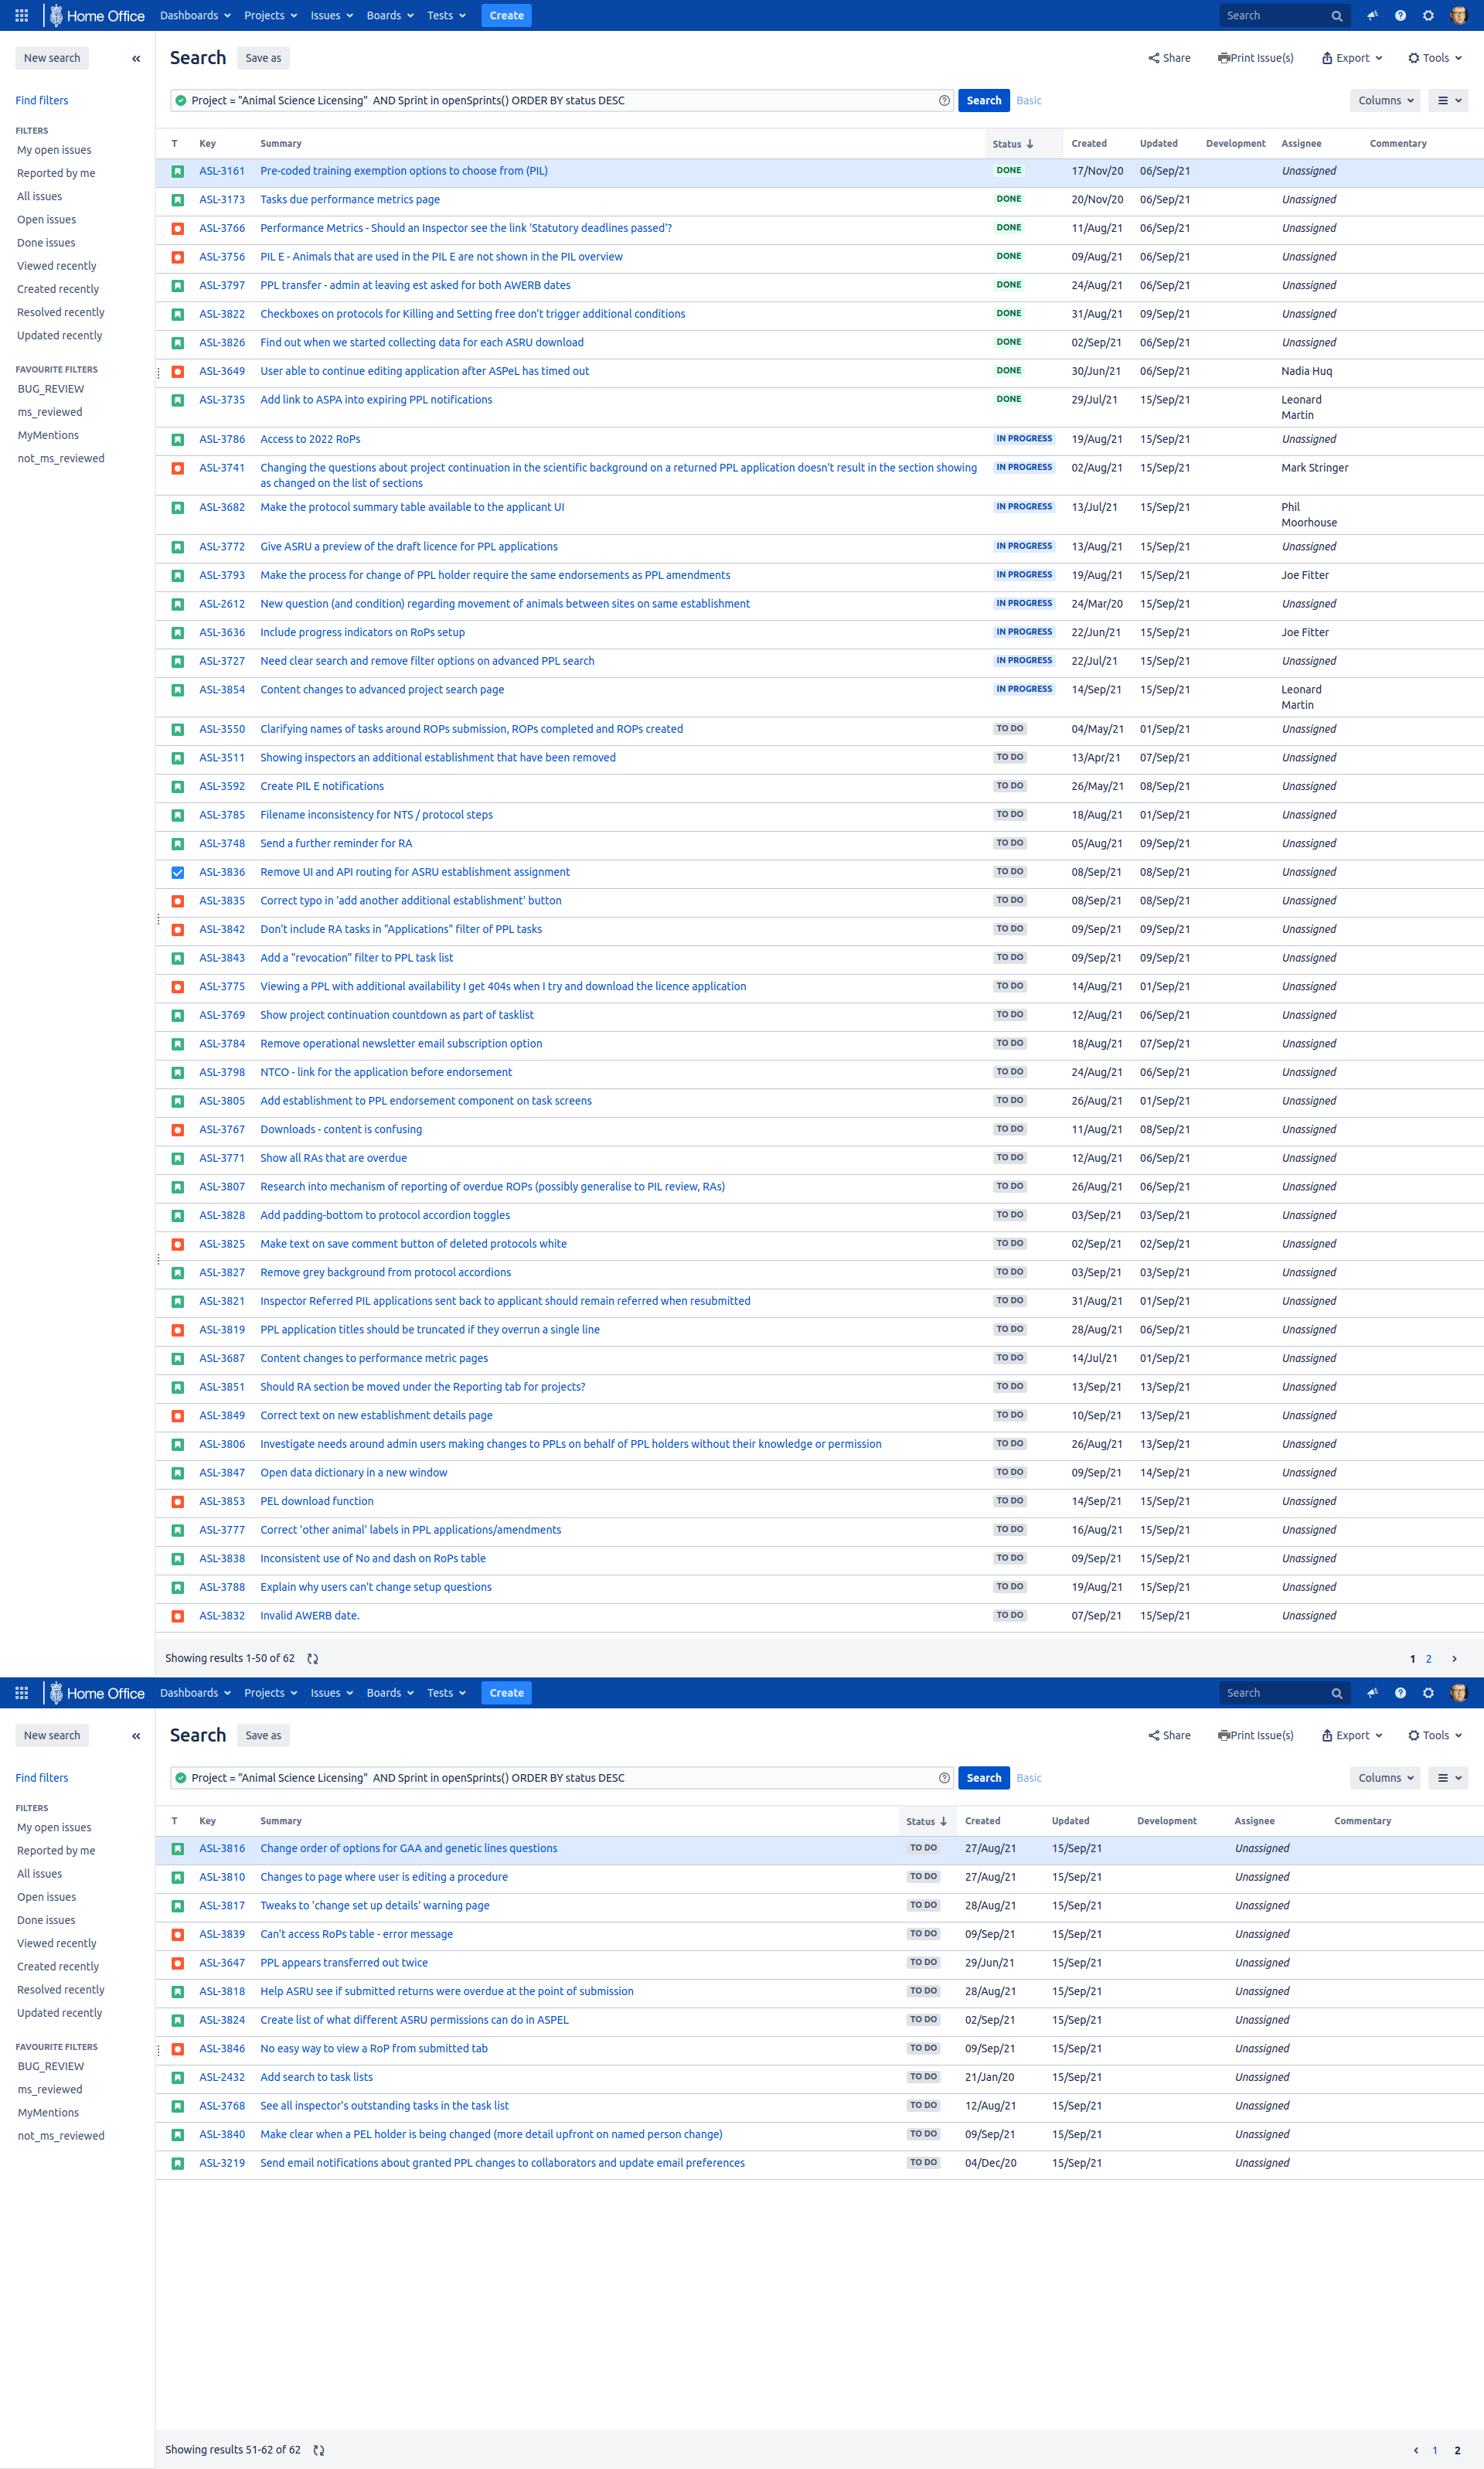 Home Office Dashboards Projects Issues Boards Tests Create Search
New search
Find filters
FILTERS
My open issues
Reported by me
All issues
Open issues
Done issues
Viewed recently
Created recently
Resolved recently
Updated recently
FAVOURITE FILTERS
BUG_REVIEW
ms_reviewed
MyMentions
not_ms_reviewed
Search Save as Share Print Issue(s) Export Tools
Project = "Animal Science Licensing" AND Sprint in openSprints() ORDER BY status DESC Search Basic Columns
T Key Summary Status Created Updated Development Assignee Commentary
ASL-3161 Pre-coded training exemption options to choose from (PIL) DONE 17/Nov/20 06/Sep/21 Unassigned
ASL-3173 Tasks due performance metrics page DONE 20/Nov/20 06/Sep/21 Unassigned
ASL-3766 Performance Metrics - Should an Inspector see the link 'Statutory deadlines passed'? DONE 11/Aug/21 06/Sep/21 Unassigned
ASL-3756 PIL E - Animals that are used in the PIL E are not shown in the PIL overview DONE 09/Aug/21 06/Sep/21 Unassigned
ASL-3797 PPL transfer - admin at leaving est asked for both AWERB dates DONE 24/Aug/21 06/Sep/21 Unassigned
ASL-3822 Checkboxes on protocols for Killing and Setting free don't trigger additional conditions DONE 31/Aug/21 09/Sep/21 Unassigned
ASL-3826 Find out when we started collecting data for each ASRU download DONE 02/Sep/21 06/Sep/21 Unassigned
ASL-3649 User able to continue editing application after ASPeL has timed out DONE 30/Jun/21 06/Sep/21 Nadia Huq
ASL-3735 Add link to ASPA into expiring PPL notifications DONE 29/Jul/21 15/Sep/21 Leonard
Martin
ASL-3786 Access to 2022 RoPs IN PROGRESS 19/Aug/21 15/Sep/21 Unassigned
ASL-3741 Changing the questions about project continuation in the scientific background on a returned PPL application doesn't result in the section showing IN PROGRESS 02/Aug/21 15/Sep/21 Mark Stringer
as changed on the list of sections
ASL-3682 Make the protocol summary table available to the applicant UI IN PROGRESS 13/Jul/21 15/Sep/21 Phil
Moorhouse
ASL-3772 Give ASRU a preview of the draft licence for PPL applications IN PROGRESS 13/Aug/21 15/Sep/21 Unassigned
ASL-3793 Make the process for change of PPL holder require the same endorsements as PPL amendments IN PROGRESS 19/Aug/21 15/Sep/21 Joe Fitter
ASL-2612 New question (and condition) regarding movement of animals between sites on same establishment IN PROGRESS 24/Mar/20 15/Sep/21 Unassigned
ASL-3636 Include progress indicators on RoPs setup IN PROGRESS 22/Jun/21 15/Sep/21 Joe Fitter
ASL-3727 Need clear search and remove filter options on advanced PPL search IN PROGRESS 22/Jul/21 15/Sep/21 Unassigned
ASL-3854 Content changes to advanced project search page IN PROGRESS 14/Sep/21 15/Sep/21 Leonard
Martin
ASL-3550 Clarifying names of tasks around ROPs submission, ROPs completed and ROPs created TO DO 04/May/21 01/Sep/21 Unassigned
ASL-3511 Showing inspectors an additional establishment that have been removed TO DO 13/Apr/21 07/Sep/21 Unassigned
ASL-3592 Create PIL E notifications TO DO 26/May/21 08/Sep/21 Unassigned
ASL-3785 Filename inconsistency for NTS / protocol steps TO DO 18/Aug/21 01/Sep/21 Unassigned
ASL-3748 Send a further reminder for RA TO DO 05/Aug/21 09/Sep/21 Unassigned
ASL-3836 Remove UI and API routing for ASRU establishment assignment TO DO 08/Sep/21 08/Sep/21 Unassigned
ASL-3835 Correct typo in 'add another additional establishment' button TO DO 08/Sep/21 08/Sep/21 Unassigned
ASL-3842 Don't include RA tasks in "Applications" filter of PPL tasks TO DO 09/Sep/21 09/Sep/21 Unassigned
ASL-3843 Add a "revocation" filter to PPL task list TO DO 09/Sep/21 09/Sep/21 Unassigned
ASL-3775 Viewing a PPL with additional availability I get 404s when I try and download the licence application TO DO 14/Aug/21 01/Sep/21 Unassigned
ASL-3769 Show project continuation countdown as part of tasklist TO DO 12/Aug/21 06/Sep/21 Unassigned
ASL-3784 Remove operational newsletter email subscription option TO DO 18/Aug/21 07/Sep/21 Unassigned
ASL-3798 NTCO - link for the application before endorsement TO DO 24/Aug/21 06/Sep/21 Unassigned
ASL-3805 Add establishment to PPL endorsement component on task screens TO DO 26/Aug/21 01/Sep/21 Unassigned
ASL-3767 Downloads - content is confusing TO DO 11/Aug/21 08/Sep/21 Unassigned
ASL-3771 Show all RAs that are overdue TO DO 12/Aug/21 06/Sep/21 Unassigned
ASL-3807 Research into mechanism of reporting of overdue ROPs (possibly generalise to PIL review, RAs) TO DO 26/Aug/21 06/Sep/21 Unassigned
ASL-3828 Add padding-bottom to protocol accordion toggles TO DO 03/Sep/21 03/Sep/21 Unassigned
ASL-3825 Make text on save comment button of deleted protocols white TO DO 02/Sep/21 02/Sep/21 Unassigned
ASL-3827 Remove grey background from protocol accordions TO DO 03/Sep/21 03/Sep/21 Unassigned
ASL-3821 Inspector Referred PIL applications sent back to applicant should remain referred when resubmitted TO DO 31/Aug/21 01/Sep/21 Unassigned
ASL-3819 PPL application titles should be truncated if they overrun a single line TO DO 28/Aug/21 06/Sep/21 Unassigned
ASL-3687 Content changes to performance metric pages TO DO 14/Jul/21 01/Sep/21 Unassigned
ASL-3851 Should RA section be moved under the Reporting tab for projects? TO DO 13/Sep/21 13/Sep/21 Unassigned
ASL-3849 Correct text on new establishment details page TO DO 10/Sep/21 13/Sep/21 Unassigned
ASL-3806 Investigate needs around admin users making changes to PPLs on behalf of PPL holders without their knowledge or permission TO DO 26/Aug/21 13/Sep/21 Unassigned
ASL-3847 Open data dictionary in a new window TO DO 09/Sep/21 14/Sep/21 Unassigned
ASL-3853 PEL download function TO DO 14/Sep/21 15/Sep/21 Unassigned
ASL-3777 Correct 'other animal' labels in PPL applications/amendments TO DO 16/Aug/21 15/Sep/21 Unassigned
ASL-3838 Inconsistent use of No and dash on RoPs table TO DO 09/Sep/21 15/Sep/21 Unassigned
ASL-3788 Explain why users can't change setup questions TO DO 19/Aug/21 15/Sep/21 Unassigned
ASL-3832 Invalid AWERB date. TO DO 07/Sep/21 15/Sep/21 Unassigned
Showing results 1-50 of 62 1 2
Home Office Dashboards Projects Issues Boards Tests Create Search
New search
Find filters
FILTERS
My open issues
Reported by me
All issues
Open issues
Done issues
Viewed recently
Created recently
Resolved recently
Updated recently
FAVOURITE FILTERS
BUG_REVIEW
ms_reviewed
MyMentions
not_ms_reviewed
Search Save as Share Print Issue(s) Export Tools
Project = "Animal Science Licensing" AND Sprint in openSprints() ORDER BY status DESC Search Basic Columns
T Key Summary Status Created Updated Development Assignee Commentary
ASL-3816 Change order of options for GAA and genetic lines questions TO DO 27/Aug/21 15/Sep/21 Unassigned
ASL-3810 Changes to page where user is editing a procedure TO DO 27/Aug/21 15/Sep/21 Unassigned
ASL-3817 Tweaks to 'change set up details' warning page TO DO 28/Aug/21 15/Sep/21 Unassigned
ASL-3839 Can't access RoPs table - error message TO DO 09/Sep/21 15/Sep/21 Unassigned
ASL-3647 PPL appears transferred out twice TO DO 29/Jun/21 15/Sep/21 Unassigned
ASL-3818 Help ASRU see if submitted returns were overdue at the point of submission TO DO 28/Aug/21 15/Sep/21 Unassigned
ASL-3824 Create list of what different ASRU permissions can do in ASPEL TO DO 02/Sep/21 15/Sep/21 Unassigned
ASL-3846 No easy way to view a RoP from submitted tab TO DO 09/Sep/21 15/Sep/21 Unassigned
ASL-2432 Add search to task lists TO DO 21/Jan/20 15/Sep/21 Unassigned
ASL-3768 See all inspector's outstanding tasks in the task list TO DO 12/Aug/21 15/Sep/21 Unassigned
ASL-3840 Make clear when a PEL holder is being changed (more detail upfront on named person change) TO DO 09/Sep/21 15/Sep/21 Unassigned
ASL-3219 Send email notifications about granted PPL changes to collaborators and update email preferences TO DO 04/Dec/20 15/Sep/21 Unassigned
Showing results 51-62 of 62 1 2